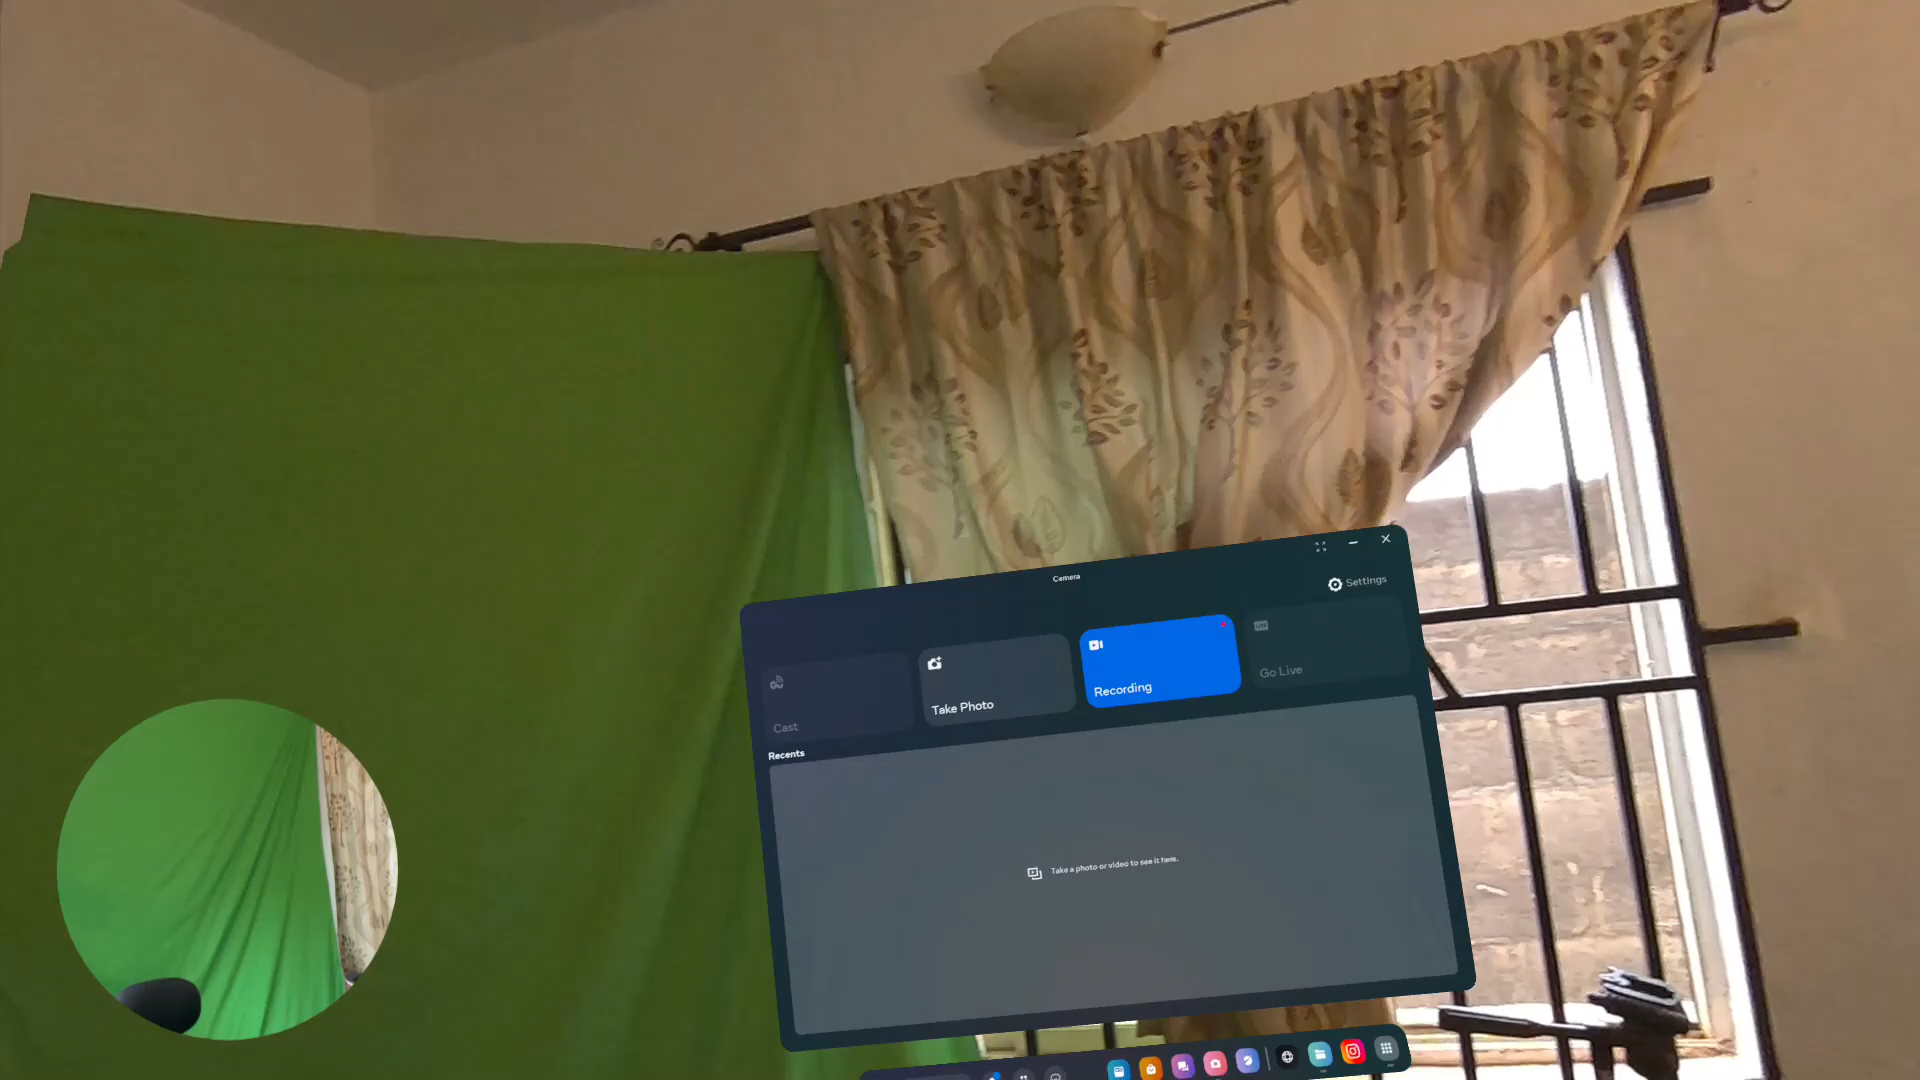 Camera
Settings
Cast
Take Photo
Recording
Go Live
Recents
Take a photo or video to see it here.